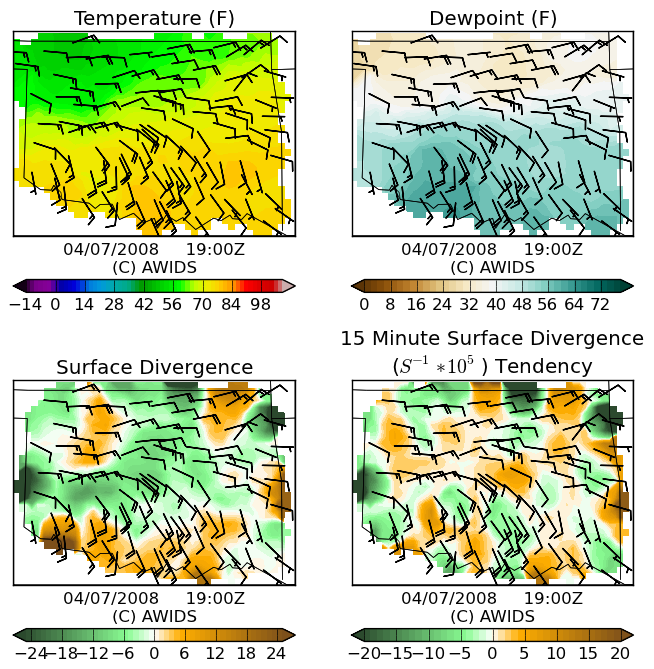 Temperature (F)
Dewpoint (F)
04/07/2008 19:00Z
(C) AWIDS
04/07/2008 19:00Z
(C) AWIDS
−14 0 14 28 42 56 70 84 98
0 8 16 24 32 40 48 56 64 72
Surface Divergence
15 Minute Surface Divergence
(S⁻¹ *10⁵ ) Tendency
04/07/2008 19:00Z
(C) AWIDS
04/07/2008 19:00Z
(C) AWIDS
−24 −18 −12 −6 0 6 12 18 24
−20 −15 −10 −5 0 5 10 15 20